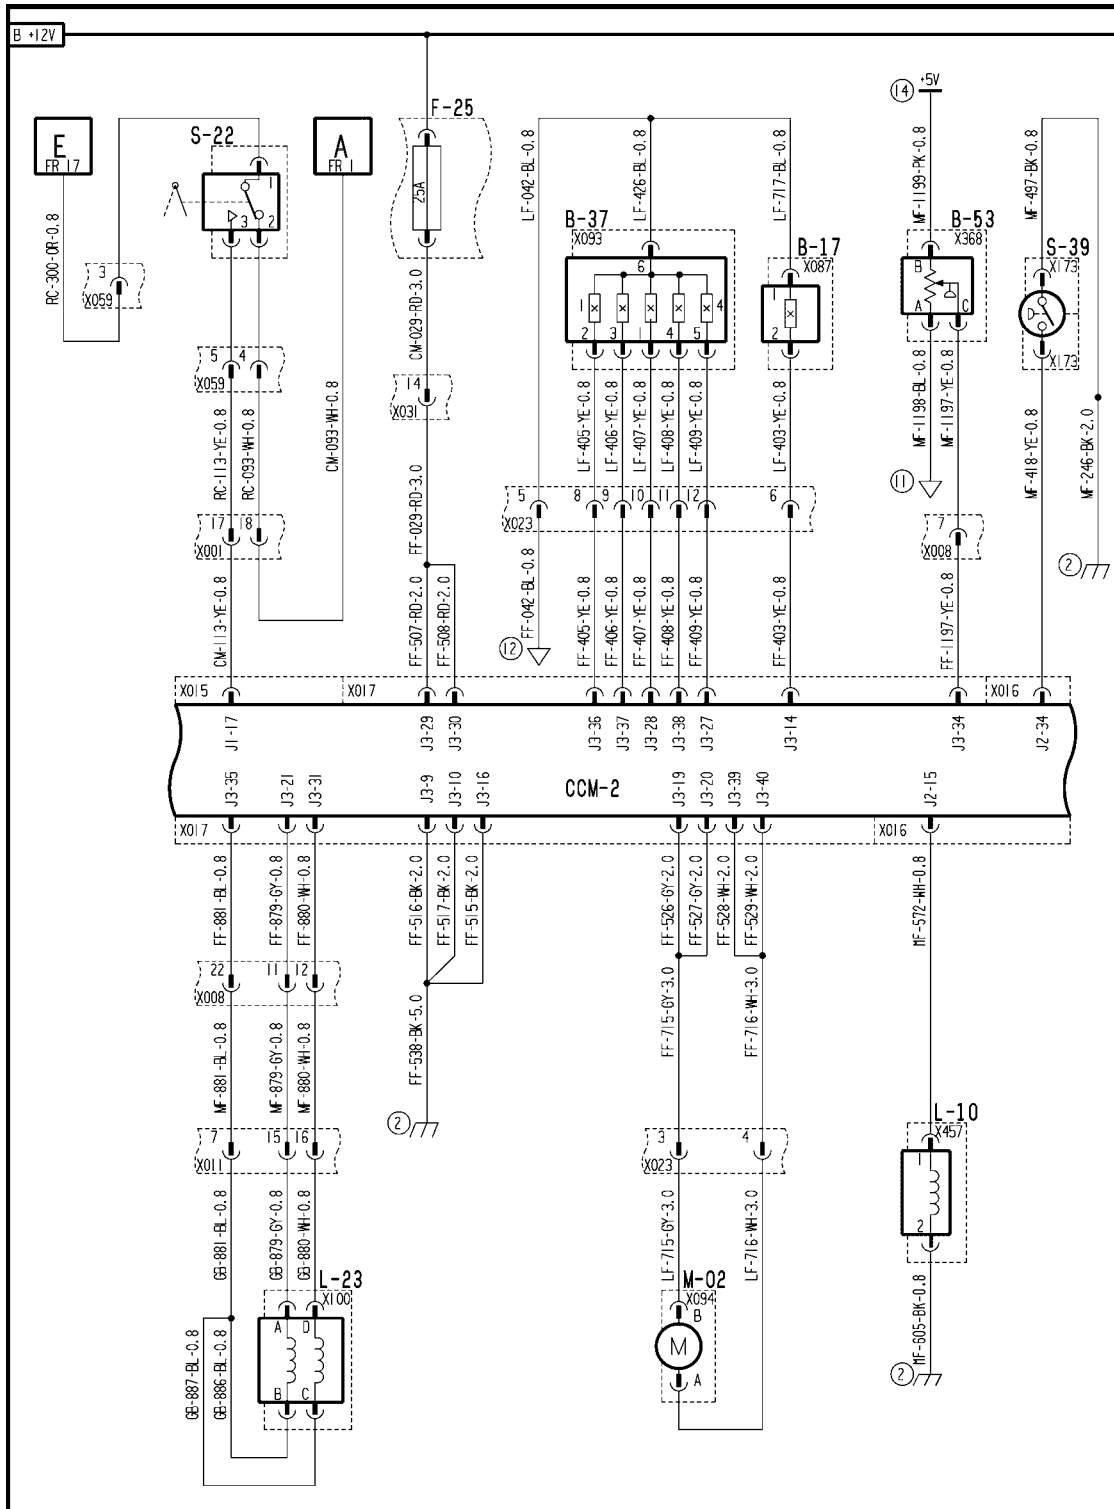 B +12V
+5V
14
E
FR 17
S-22
A
FR 1
F-25
25A
1
3
2
RC-300-OR-0.8
3
X059
LF-042-BL-0.8
LF-426-BL-0.8
LF-717-BL-0.8
MF-1199-PK-0.8
MF-497-BK-0.8
B-37
X093
6
1
4
2
3
1
4
5
B-17
X087
1
2
B-53
X368
B
A
C
S-39
X173
X173
CM-029-RD-3.0
5
4
X059
14
X031
CM-093-WH-0.8
RC-113-YE-0.8
RC-093-WH-0.8
LF-405-YE-0.8
LF-406-YE-0.8
LF-407-YE-0.8
LF-408-YE-0.8
LF-409-YE-0.8
LF-403-YE-0.8
MF-1198-BL-0.8
MF-1197-YE-0.8
MF-418-YE-0.8
MF-246-BK-2.0
11
5
8
9
10
11
12
6
X023
17
18
X001
FF-029-RD-3.0
7
X008
2
CM-113-YE-0.8
FF-507-RD-2.0
FF-508-RD-2.0
FF-042-BL-0.8
12
FF-405-YE-0.8
FF-406-YE-0.8
FF-407-YE-0.8
FF-408-YE-0.8
FF-409-YE-0.8
FF-403-YE-0.8
FF-1197-YE-0.8
X015
X017
X016
J1-17
J3-29
J3-30
J3-36
J3-37
J3-28
J3-38
J3-27
J3-14
J3-34
J2-34
CCM-2
J3-35
J3-21
J3-31
J3-9
J3-10
J3-16
J3-19
J3-20
J3-39
J3-40
J2-15
X017
X016
FF-881-BL-0.8
FF-879-GY-0.8
FF-880-WH-0.8
FF-516-BK-2.0
FF-517-BK-2.0
FF-515-BK-2.0
FF-526-GY-2.0
FF-527-GY-2.0
FF-528-WH-2.0
FF-529-WH-2.0
MF-572-WH-0.8
22
11
12
X008
MF-881-BL-0.8
MF-879-GY-0.8
MF-880-WH-0.8
FF-538-BK-5.0
FF-715-GY-3.0
FF-716-WH-3.0
2
7
15
16
X011
3
4
X023
L-10
X457
1
2
GB-881-BL-0.8
GB-879-GY-0.8
GB-880-WH-0.8
LF-715-GY-3.0
LF-716-WH-3.0
L-23
X100
A
D
B
C
M-02
X094
B
M
A
MF-605-BK-0.8
2
GB-887-BL-0.8
GB-886-BL-0.8